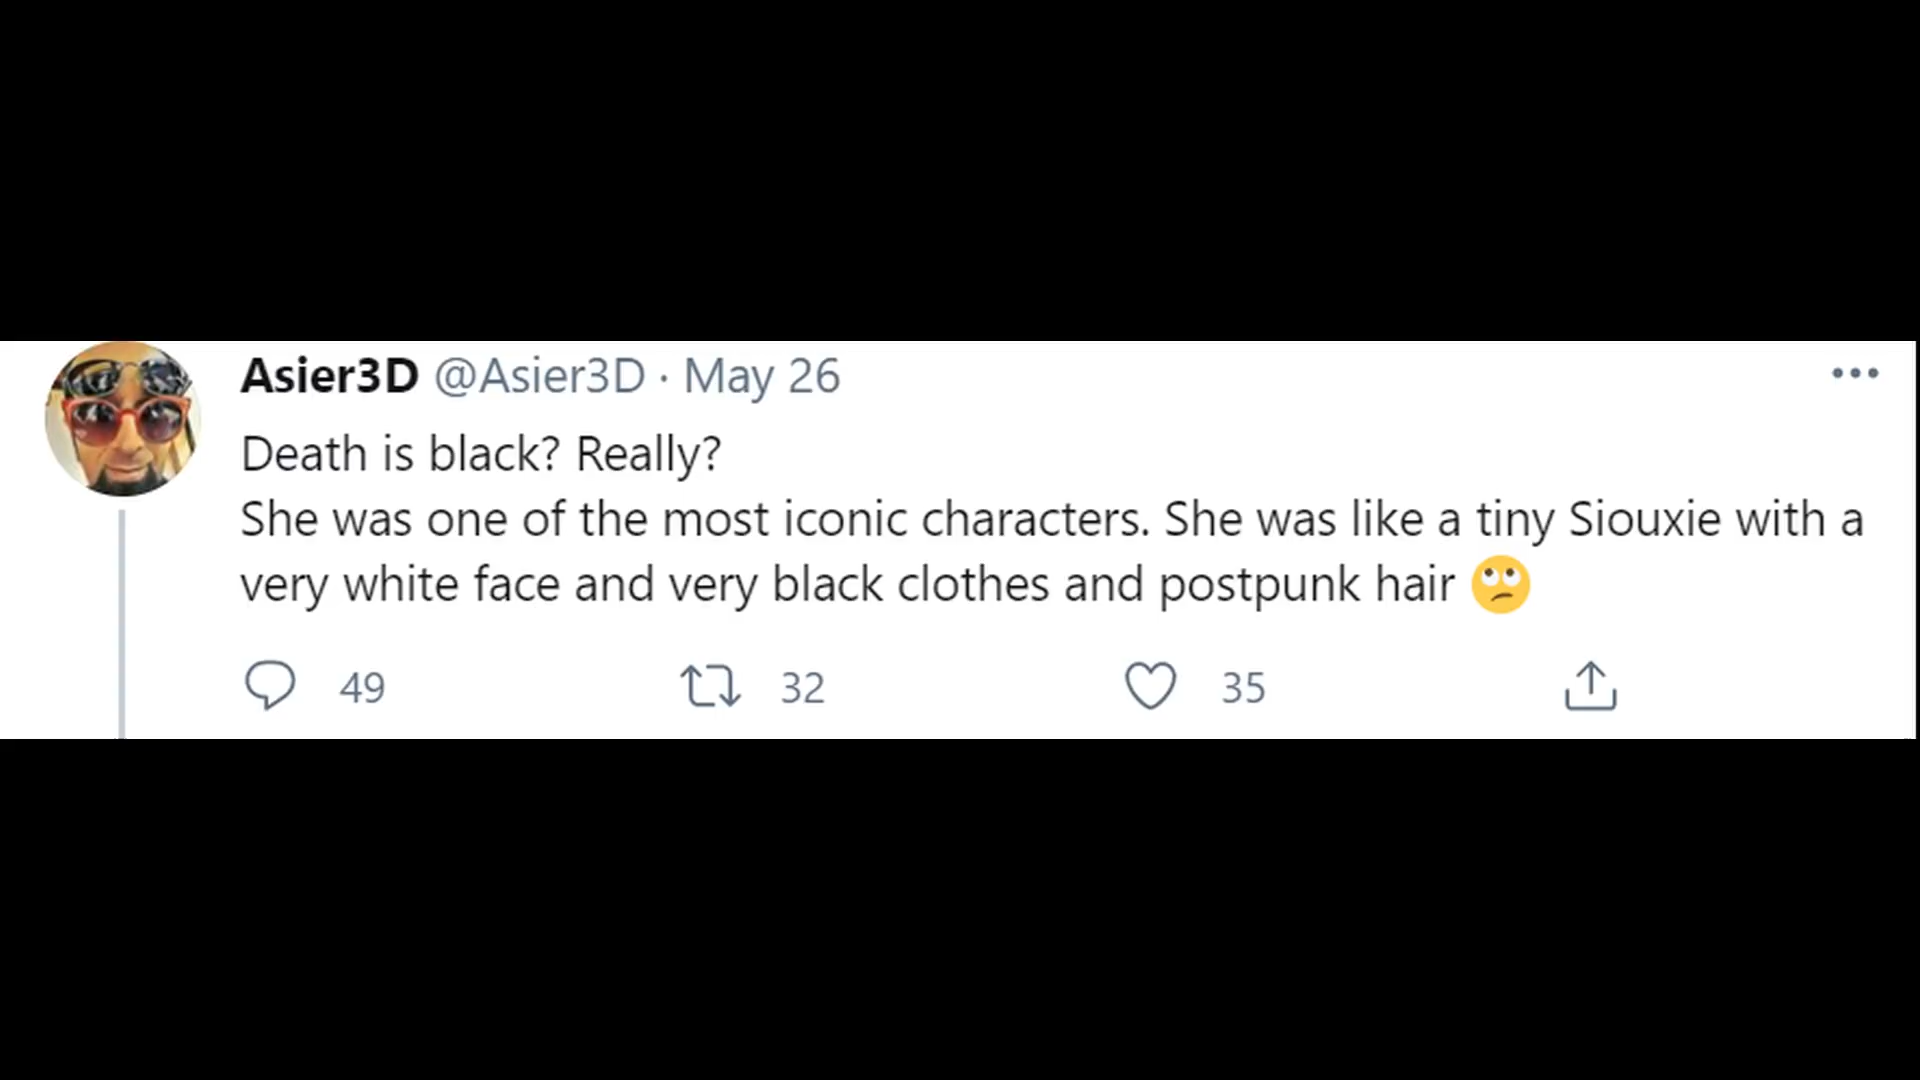 Asier3D @Asier3D · May 26
Death is black? Really?
She was one of the most iconic characters. She was like a tiny Siouxie with a
very white face and very black clothes and postpunk hair 🙄
49 32 35